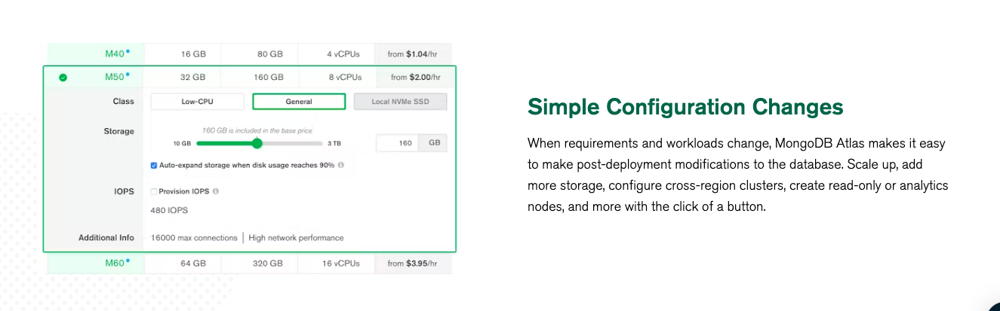 M40 16 GB 80 GB 4 vCPUs from $1.04/hr
M50 32 GB 160 GB 8 vCPUs from $2.00/hr
Class Low-CPU General Local NVMe SSD
160 GB is included in the base price
Storage 10 GB 3 TB 160 GB
Auto-expand storage when disk usage reaches 90%
IOPS Provision IOPS
480 IOPS
Additional Info 16000 max connections | High network performance
M60 64 GB 320 GB 16 vCPUs from $3.95/hr
Simple Configuration Changes
When requirements and workloads change, MongoDB Atlas makes it easy
to make post-deployment modifications to the database. Scale up, add
more storage, configure cross-region clusters, create read-only or analytics
nodes, and more with the click of a button.